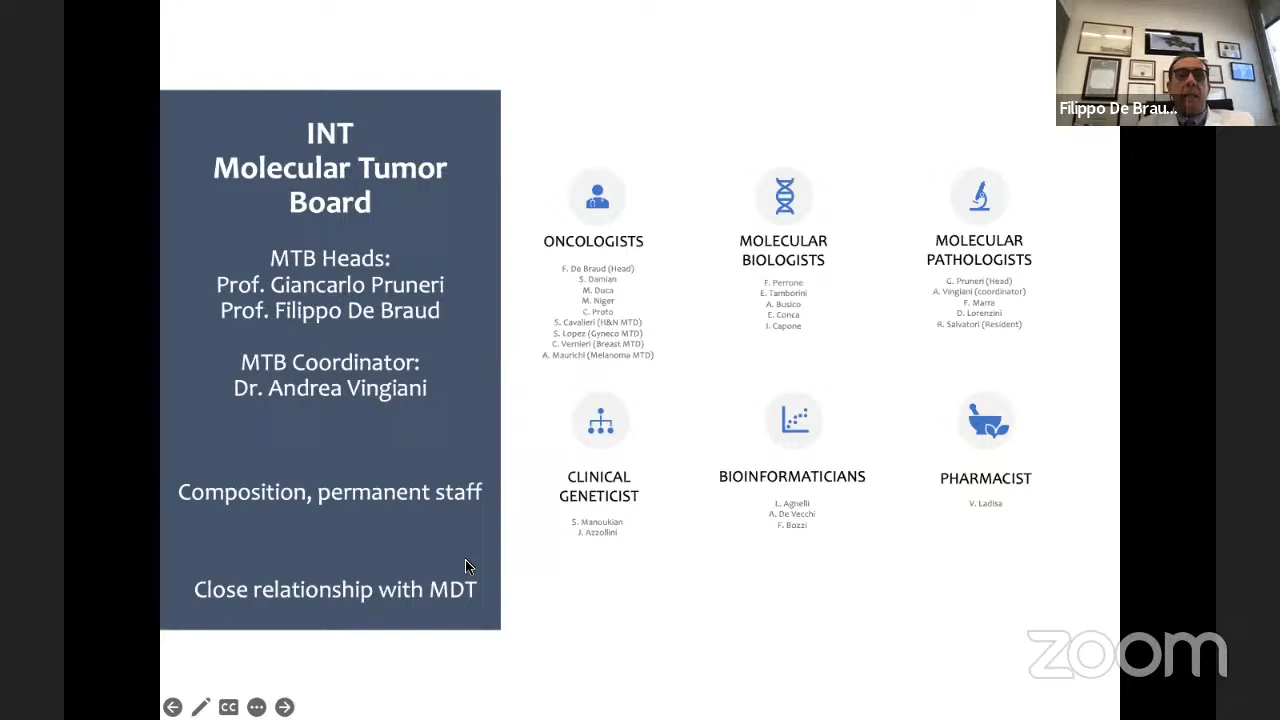 INT
Molecular Tumor
Board
MTB Heads:
Prof. Giancarlo Pruneri
Prof. Filippo De Braud
MTB Coordinator:
Dr. Andrea Vingiani
Composition, permanent staff
Close relationship with MDT
ONCOLOGISTS
F. De Braud (Head)
S. Damian
M. Duca
M. Niger
C. Proto
S. Cavalieri (H&N MTD)
S. Lopez (Gyneco MTD)
C. Vernieri (Breast MTD)
A. Maurichi (Melanoma MTD)
MOLECULAR
BIOLOGISTS
F. Perrone
E. Tamborini
A. Busico
E. Conca
I. Capone
MOLECULAR
PATHOLOGISTS
G. Pruneri (Head)
A. Vingiani (coordinator)
F. Marra
D. Lorenzini
R. Salvatori (Resident)
CLINICAL
GENETICIST
S. Manoukian
J. Azzollini
BIOINFORMATICIANS
L. Agnelli
A. De Vecchi
F. Bozzi
PHARMACIST
V. Ladisa
Filippo De Brau...
zoom
CC